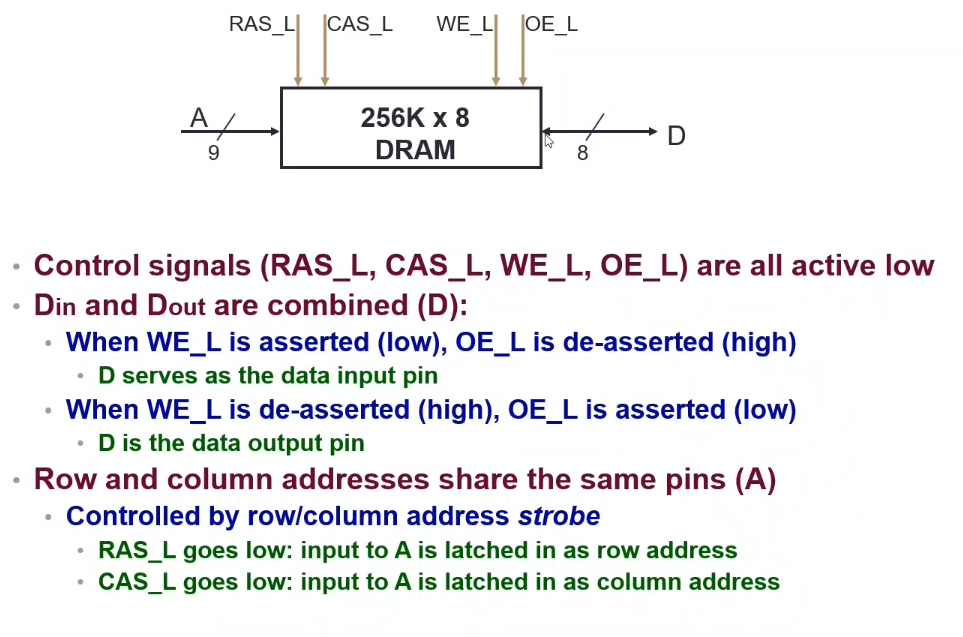 RAS_L CAS_L WE_L OE_L
A 256K x 8 D
9 DRAM 8
• Control signals (RAS_L, CAS_L, WE_L, OE_L) are all active low
• Din and Dout are combined (D):
• When WE_L is asserted (low), OE_L is de-asserted (high)
• D serves as the data input pin
• When WE_L is de-asserted (high), OE_L is asserted (low)
• D is the data output pin
• Row and column addresses share the same pins (A)
• Controlled by row/column address strobe
• RAS_L goes low: input to A is latched in as row address
• CAS_L goes low: input to A is latched in as column address